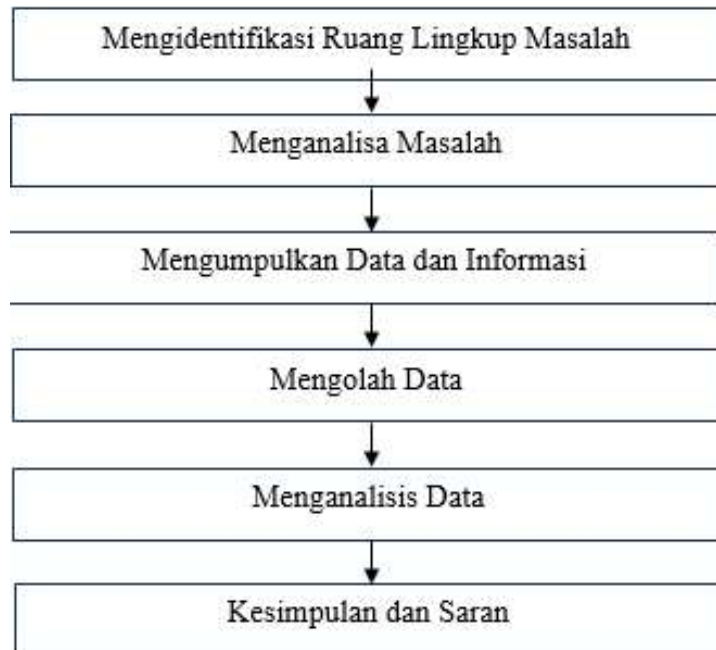 Mengidentifikasi Ruang Lingkup Masalah
Menganalisa Masalah
Mengumpulkan Data dan Informasi
Mengolah Data
Menganalisis Data
Kesimpulan dan Saran